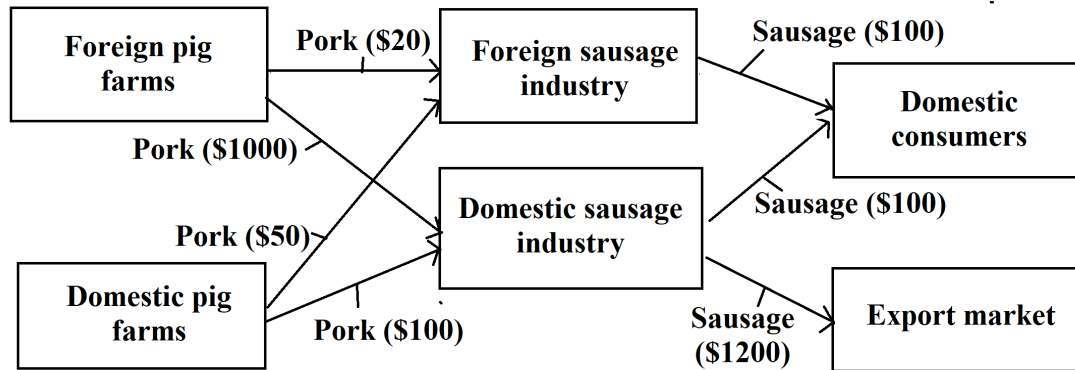 Foreign pig
farms
Pork ($20)
Foreign sausage
industry
Sausage ($100)
Domestic
consumers
Pork ($1000)
Domestic sausage
industry
Sausage ($100)
Pork ($50)
Domestic pig
farms
Pork ($100)
Sausage
($1200)
Export market